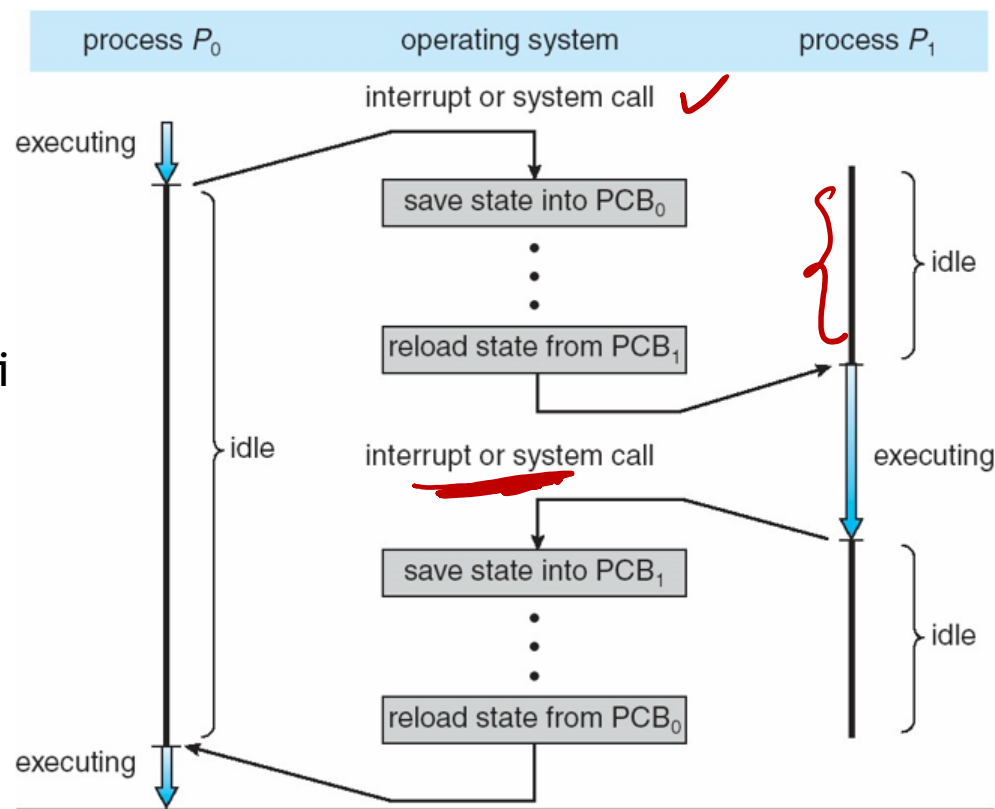 process P₀ operating system process P₁
interrupt or system call
executing
save state into PCB₀
idle
reload state from PCB₁
i
idle
interrupt or system call
executing
save state into PCB₁
idle
reload state from PCB₀
executing